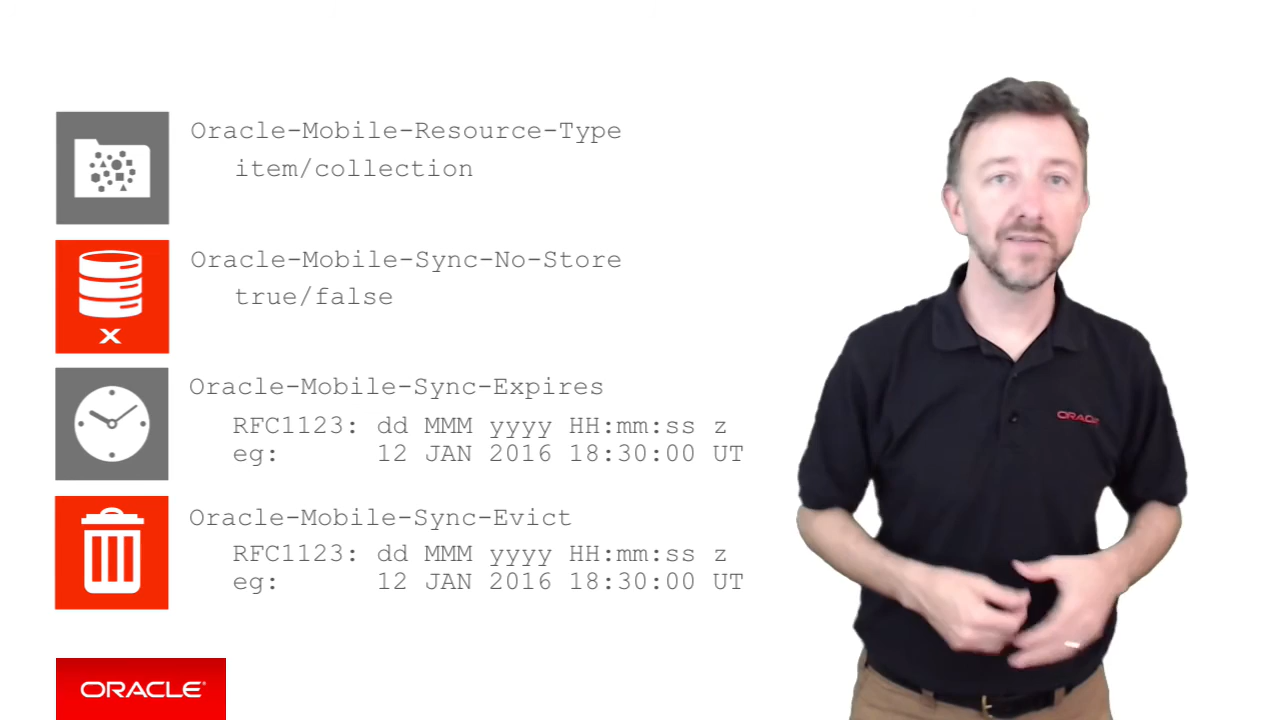 Oracle-Mobile-Resource-Type
item/collection
Oracle-Mobile-Sync-No-Store
true/false
X
Oracle-Mobile-Sync-Expires
RFC1123: dd MMM yyyy HH:mm:ss z
eg: 12 JAN 2016 18:30:00 UT
Oracle-Mobile-Sync-Evict
RFC1123: dd MMM yyyy HH:mm:ss z
eg: 12 JAN 2016 18:30:00 UT
ORACLE
ORACLE